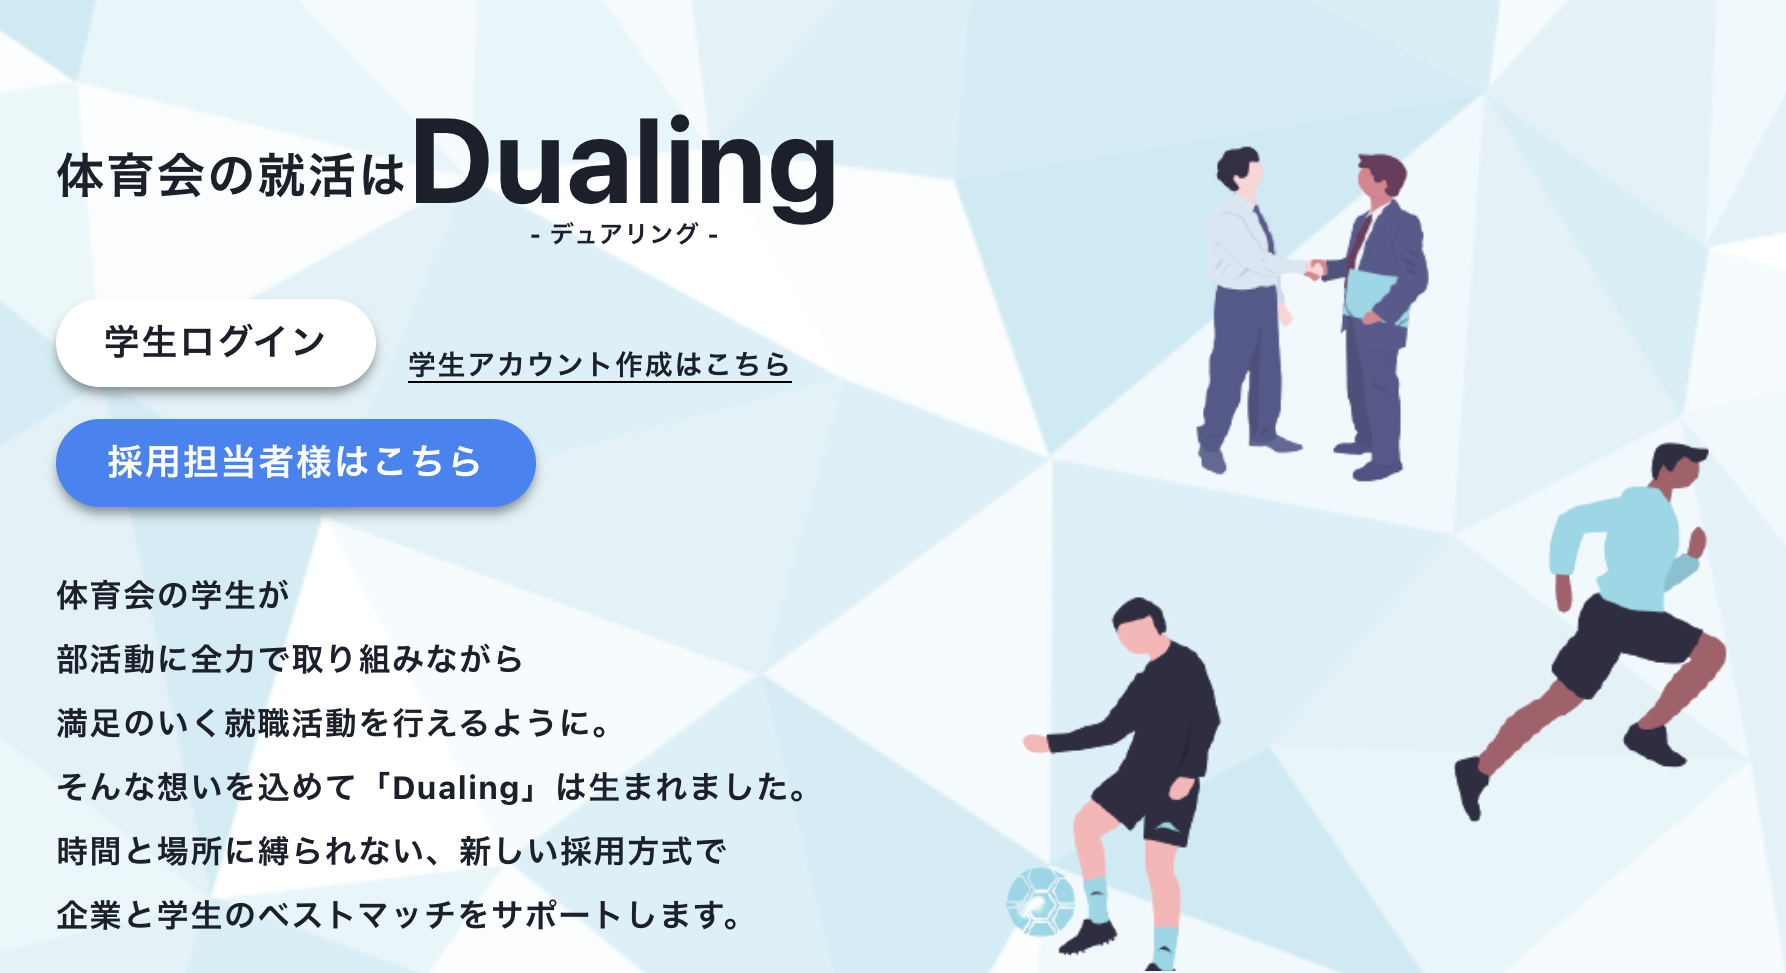 体育会の就活はDualing
- デュアリング -
学生ログイン
学生アカウント作成はこちら
採用担当者様はこちら
体育会の学生が
部活動に全力で取り組みながら
満足のいく就職活動を行えるように。
そんな想いを込めて「Dualing」は生まれました。
時間と場所に縛られない、新しい採用方式で
企業と学生のベストマッチをサポートします。